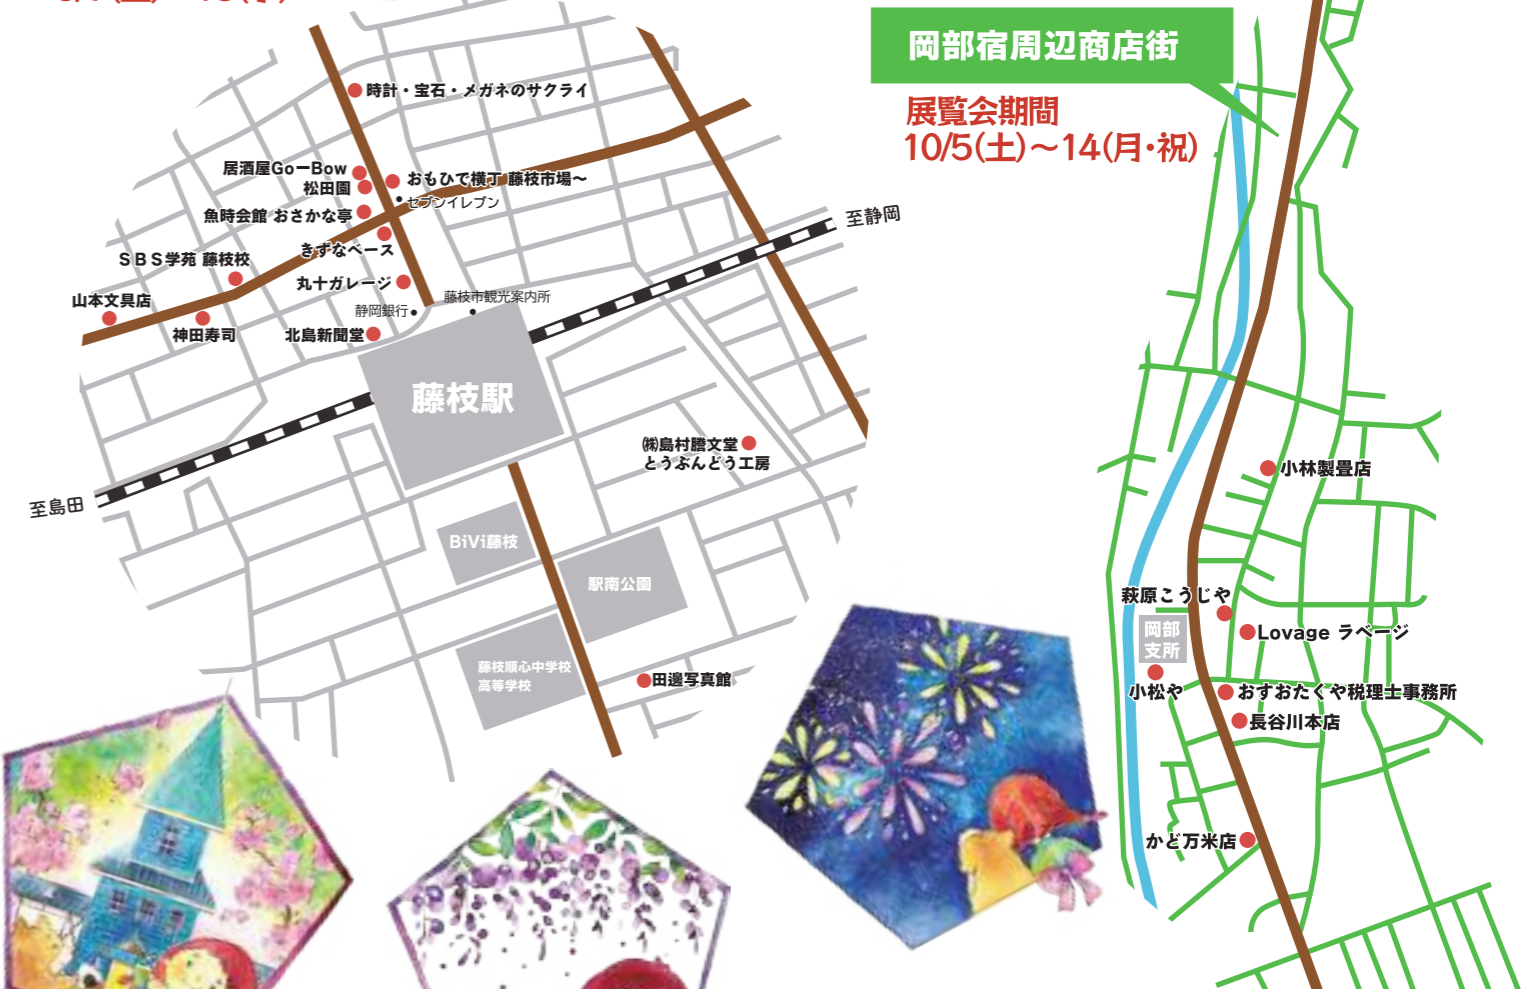 岡部宿周辺商店街
展覧会期間
10/5(土)～14(月・祝)
時計・宝石・メガネのサクライ
居酒屋Go－Bow
松田園
おもひで横丁 藤枝市場～
セブンイレブン
魚時会館 おさかな亭
きずなベース
SBS学苑 藤枝校
丸十ガレージ
山本文具店
静岡銀行
藤枝市観光案内所
神田寿司
北島新聞堂
至静岡
藤枝駅
㈱島村謄文堂
とうぶんどう工房
至島田
BiVi藤枝
駅南公園
藤枝順心中学校
高等学校
田邊写真館
小林製畳店
萩原こうじや
岡部
支所
Lovage ラベージ
小松や
おすおたくや税理士事務所
長谷川本店
かど万米店